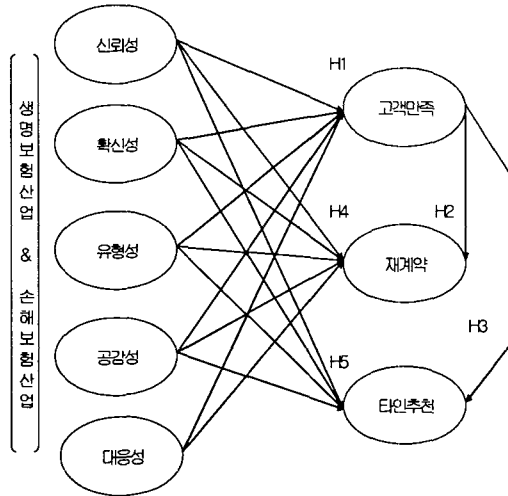 생명보험산업 & 손해보험산업
신뢰성
확신성
유형성
공감성
대응성
H1
고객만족
H4
H2
재계약
H3
H5
타인추천